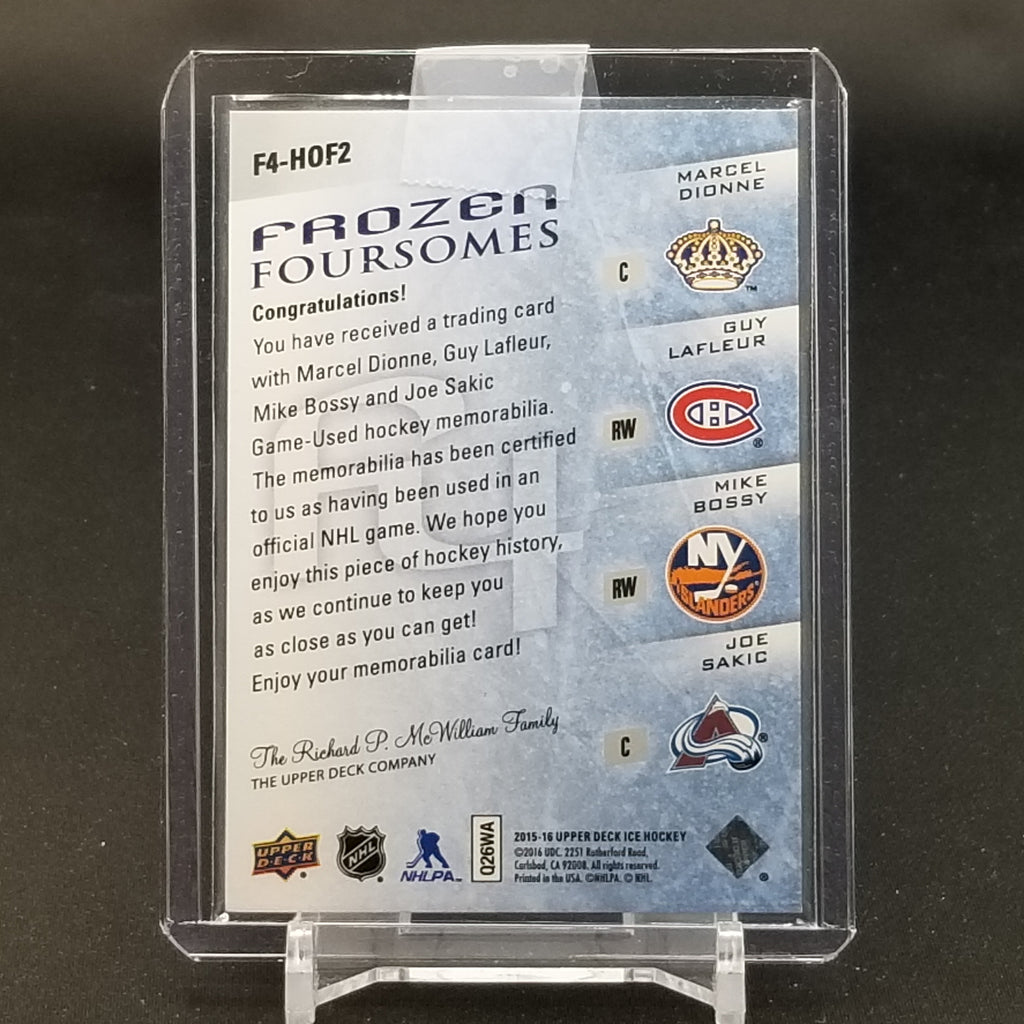 F4-HOF2
FROZEN
FOURSOMES
Congratulations!
You have received a trading card
with Marcel Dionne, Guy Lafleur,
Mike Bossy and Joe Sakic
Game-Used hockey memorabilia.
The memorabilia has been certified
to us as having been used in an
official NHL game. We hope you
enjoy this piece of hockey history,
as we continue to keep you
as close as you can get!
Enjoy your memorabilia card!
The Richard P. McWilliam Family
THE UPPER DECK COMPANY
MARCEL
DIONNE
C
™
GUY
LAFLEUR
RW
®
MIKE
BOSSY
RW
NY
ISLANDERS
JOE
SAKIC
C
A
®
UPPER
DECK
NHL
NHLPA
Q26WA
2015-16 UPPER DECK ICE HOCKEY
©2016 UDC. 2251 Rutherford Road,
Carlsbad, CA 92008. All rights reserved.
Printed in the USA. ©NHLPA. © NHL.
®